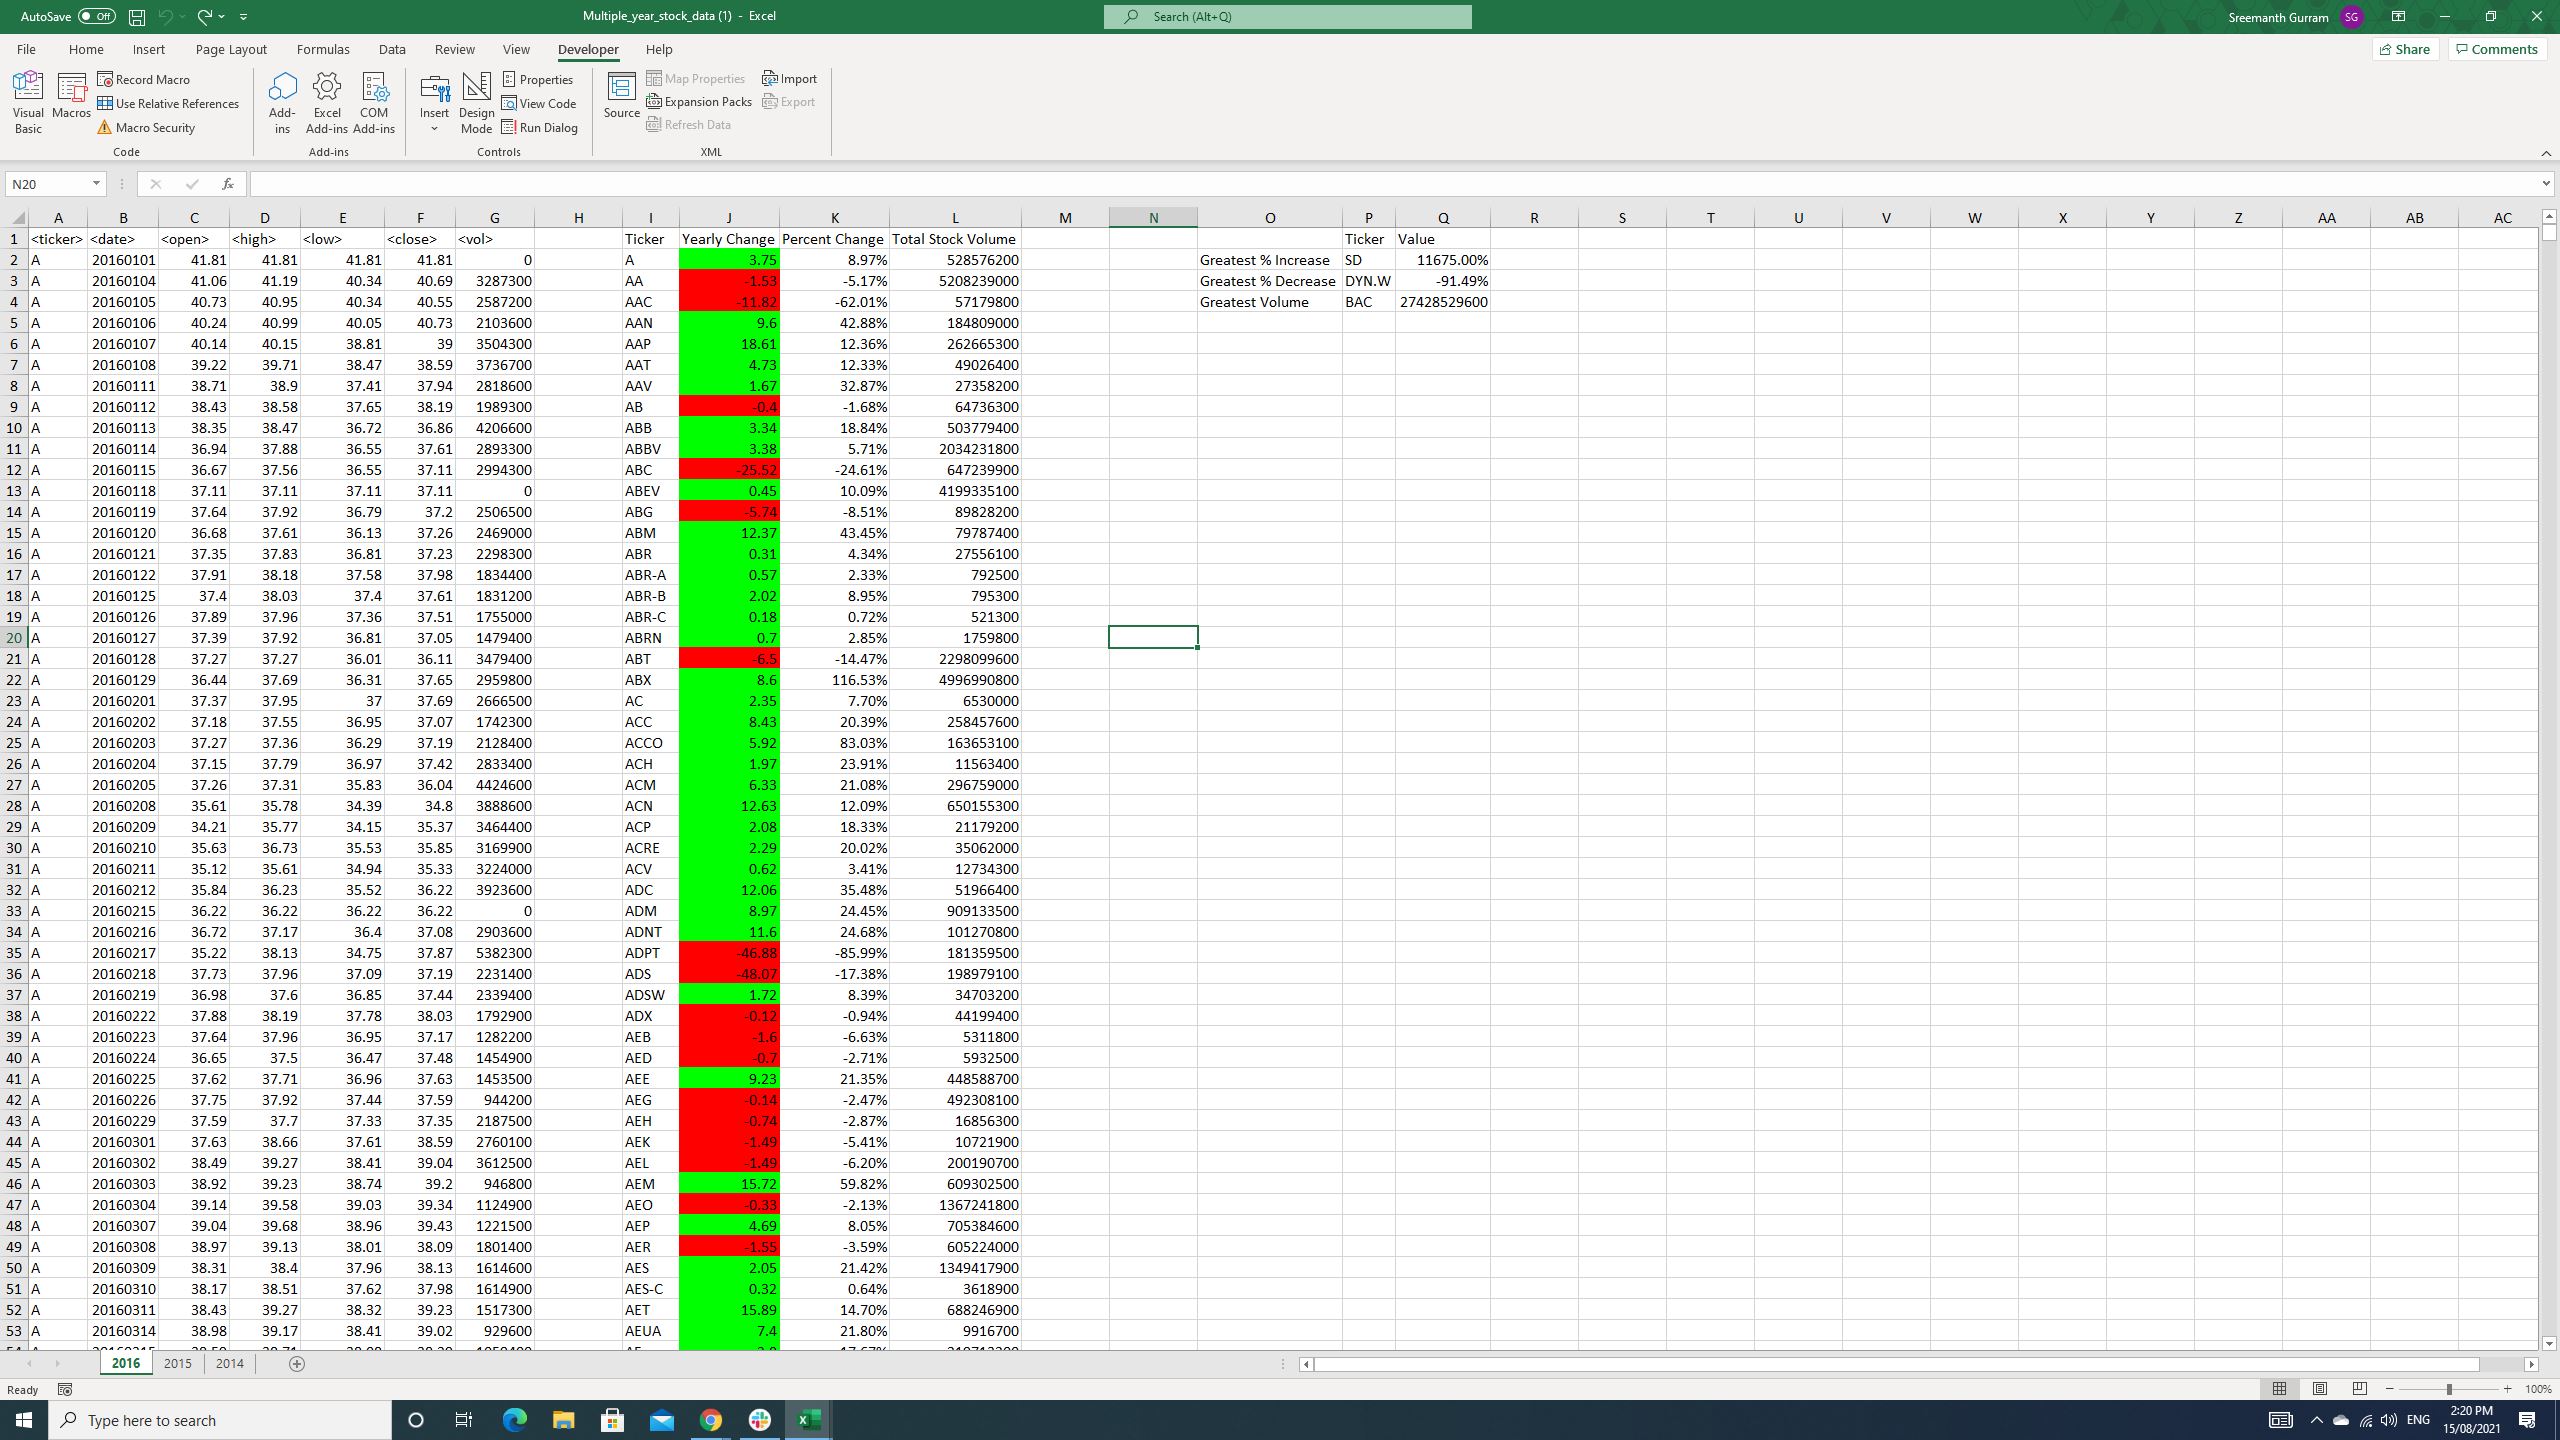 AutoSave Off Multiple_year_stock_data (1) - Excel Search (Alt+Q) Sreemanth Gurram SG
File Home Insert Page Layout Formulas Data Review View Developer Help Share Comments
Visual Basic Macros Record Macro Use Relative References Macro Security Code
Add-ins Excel Add-ins COM Add-ins Add-ins
Insert Design Mode Properties View Code Run Dialog Controls
Source Map Properties Expansion Packs Refresh Data Import Export XML
N20 fx
A B C D E F G H I J K L M N O P Q R S T U V W X Y Z AA AB AC
1 <ticker> <date> <open> <high> <low> <close> <vol> Ticker Yearly Change Percent Change Total Stock Volume Ticker Value
2 A 20160101 41.81 41.81 41.81 41.81 0 A 3.75 8.97% 528576200 Greatest % Increase SD 11675.00%
3 A 20160104 41.06 41.19 40.34 40.69 3287300 AA -1.53 -5.17% 5208239000 Greatest % Decrease DYN.W -91.49%
4 A 20160105 40.73 40.95 40.34 40.55 2587200 AAC -11.82 -62.01% 57179800 Greatest Volume BAC 27428529600
5 A 20160106 40.24 40.99 40.05 40.73 2103600 AAN 9.6 42.88% 184809000
6 A 20160107 40.14 40.15 38.81 39 3504300 AAP 18.61 12.36% 262665300
7 A 20160108 39.22 39.71 38.47 38.59 3736700 AAT 4.73 12.33% 49026400
8 A 20160111 38.71 38.9 37.41 37.94 2818600 AAV 1.67 32.87% 27358200
9 A 20160112 38.43 38.58 37.65 38.19 1989300 AB -0.4 -1.68% 64736300
10 A 20160113 38.35 38.47 36.72 36.86 4206600 ABB 3.34 18.84% 503779400
11 A 20160114 36.94 37.88 36.55 37.61 2893300 ABBV 3.38 5.71% 2034231800
12 A 20160115 36.67 37.56 36.55 37.11 2994300 ABC -25.52 -24.61% 647239900
13 A 20160118 37.11 37.11 37.11 37.11 0 ABEV 0.45 10.09% 4199335100
14 A 20160119 37.64 37.92 36.79 37.2 2506500 ABG -5.74 -8.51% 89828200
15 A 20160120 36.68 37.61 36.13 37.26 2469000 ABM 12.37 43.45% 79787400
16 A 20160121 37.35 37.83 36.81 37.23 2298300 ABR 0.31 4.34% 27556100
17 A 20160122 37.91 38.18 37.58 37.98 1834400 ABR-A 0.57 2.33% 792500
18 A 20160125 37.4 38.03 37.4 37.61 1831200 ABR-B 2.02 8.95% 795300
19 A 20160126 37.89 37.96 37.36 37.51 1755000 ABR-C 0.18 0.72% 521300
20 A 20160127 37.39 37.92 36.81 37.05 1479400 ABRN 0.7 2.85% 1759800
21 A 20160128 37.27 37.27 36.01 36.11 3479400 ABT -6.5 -14.47% 2298099600
22 A 20160129 36.44 37.69 36.31 37.65 2959800 ABX 8.6 116.53% 4996990800
23 A 20160201 37.37 37.95 37 37.69 2666500 AC 2.35 7.70% 6530000
24 A 20160202 37.18 37.55 36.95 37.07 1742300 ACC 8.43 20.39% 258457600
25 A 20160203 37.27 37.36 36.29 37.19 2128400 ACCO 5.92 83.03% 163653100
26 A 20160204 37.15 37.79 36.97 37.42 2833400 ACH 1.97 23.91% 11563400
27 A 20160205 37.26 37.31 35.83 36.04 4424600 ACM 6.33 21.08% 296759000
28 A 20160208 35.61 35.78 34.39 34.8 3888600 ACN 12.63 12.09% 650155300
29 A 20160209 34.21 35.77 34.15 35.37 3464400 ACP 2.08 18.33% 21179200
30 A 20160210 35.63 36.73 35.53 35.85 3169900 ACRE 2.29 20.02% 35062000
31 A 20160211 35.12 35.61 34.94 35.33 3224000 ACV 0.62 3.41% 12734300
32 A 20160212 35.84 36.23 35.52 36.22 3923600 ADC 12.06 35.48% 51966400
33 A 20160215 36.22 36.22 36.22 36.22 0 ADM 8.97 24.45% 909133500
34 A 20160216 36.72 37.17 36.4 37.08 2903600 ADNT 11.6 24.68% 101270800
35 A 20160217 35.22 38.13 34.75 37.87 5382300 ADPT -46.88 -85.99% 181359500
36 A 20160218 37.73 37.96 37.09 37.19 2231400 ADS -48.07 -17.38% 198979100
37 A 20160219 36.98 37.6 36.85 37.44 2339400 ADSW 1.72 8.39% 34703200
38 A 20160222 37.88 38.19 37.78 38.03 1792900 ADX -0.12 -0.94% 44199400
39 A 20160223 37.64 37.96 36.95 37.17 1282200 AEB -1.6 -6.63% 5311800
40 A 20160224 36.65 37.5 36.47 37.48 1454900 AED -0.7 -2.71% 5932500
41 A 20160225 37.62 37.71 36.96 37.63 1453500 AEE 9.23 21.35% 448588700
42 A 20160226 37.75 37.92 37.44 37.59 944200 AEG -0.14 -2.47% 492308100
43 A 20160229 37.59 37.7 37.33 37.35 2187500 AEH -0.74 -2.87% 16856300
44 A 20160301 37.63 38.66 37.61 38.59 2760100 AEK -1.49 -5.41% 10721900
45 A 20160302 38.49 39.27 38.41 39.04 3612500 AEL -1.49 -6.20% 200190700
46 A 20160303 38.92 39.23 38.74 39.2 946800 AEM 15.72 59.82% 609302500
47 A 20160304 39.14 39.58 39.03 39.34 1124900 AEO -0.33 -2.13% 1367241800
48 A 20160307 39.04 39.68 38.96 39.43 1221500 AEP 4.69 8.05% 705384600
49 A 20160308 38.97 39.13 38.01 38.09 1801400 AER -1.55 -3.59% 605224000
50 A 20160309 38.31 38.4 37.96 38.13 1614600 AES 2.05 21.42% 1349417900
51 A 20160310 38.17 38.51 37.62 37.98 1614900 AES-C 0.32 0.64% 3618900
52 A 20160311 38.43 39.27 38.32 39.23 1517300 AET 15.89 14.70% 688246900
53 A 20160314 38.98 39.17 38.41 39.02 929600 AEUA 7.4 21.80% 9916700
2016 2015 2014
Ready 100%
Type here to search ENG 2:20 PM
15/08/2021